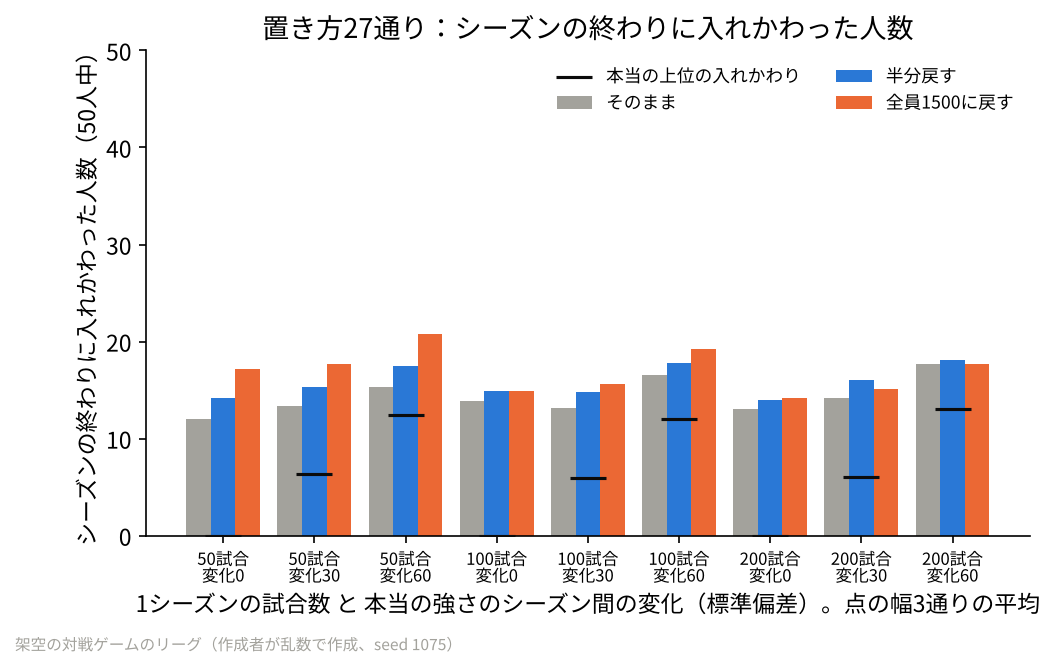 置き方27通り：シーズンの終わりに入れかわった人数
シーズンの終わりに入れかわった人数（50人中）
50
40
30
20
10
0
本当の上位の入れかわり
そのまま
半分戻す
全員1500に戻す
50試合
変化0
50試合
変化30
50試合
変化60
100試合
変化0
100試合
変化30
100試合
変化60
200試合
変化0
200試合
変化30
200試合
変化60
1シーズンの試合数 と 本当の強さのシーズン間の変化（標準偏差）。点の幅3通りの平均
架空の対戦ゲームのリーグ（作成者が乱数で作成、seed 1075）